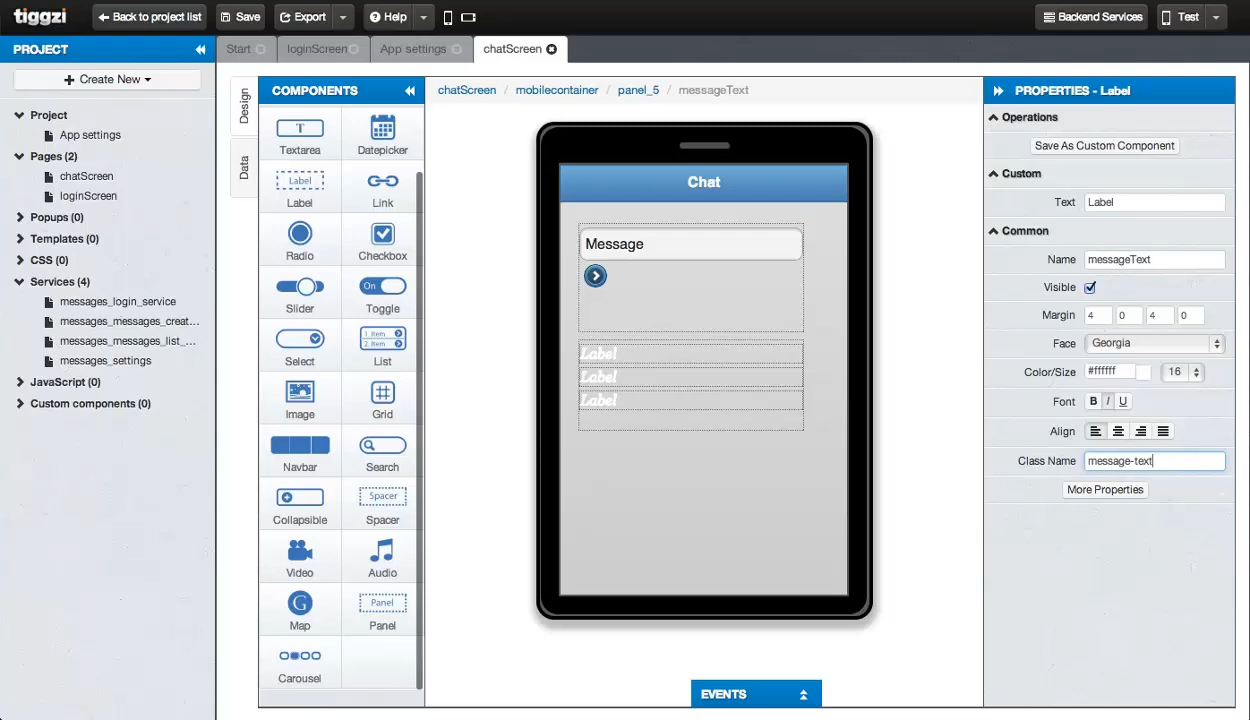 tiggzi
Back to project list
Save
Export
Help
Backend Services
Test
PROJECT
Start
loginScreen
App settings
chatScreen
Create New
Project
App settings
Pages (2)
chatScreen
loginScreen
Popups (0)
Templates (0)
CSS (0)
Services (4)
messages_login_service
messages_messages_creat...
messages_messages_list_...
messages_settings
JavaScript (0)
Custom components (0)
Design
Data
COMPONENTS
T
Textarea
Datepicker
Label
Label
Link
Radio
Checkbox
Slider
On
Toggle
Select
1. Item
2. Item
List
Image
Grid
Navbar
Search
Collapsible
Spacer
Spacer
Video
Audio
G
Map
Panel
Panel
Carousel
chatScreen / mobilecontainer / panel_5 / messageText
Chat
Message
Label
Label
Label
EVENTS
PROPERTIES - Label
Operations
Save As Custom Component
Custom
Text Label
Common
Name messageText
Visible
Margin 4 0 4 0
Face Georgia
Color/Size #ffffff 16
Font B I U
Align
Class Name message-text
More Properties